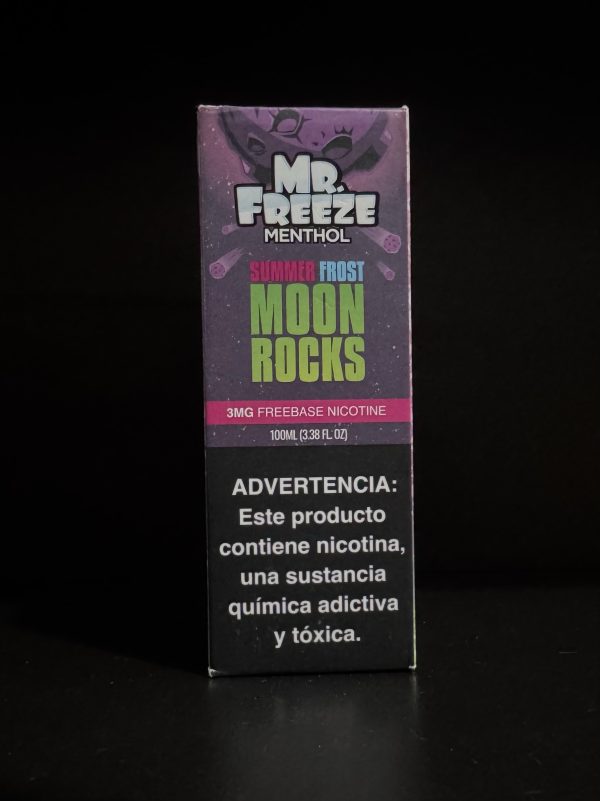 MR.
FREEZE
MENTHOL
SUMMER FROST
MOON
ROCKS
3MG FREEBASE NICOTINE
100ML (3.38 FL. OZ)
ADVERTENCIA:
Este producto
contiene nicotina,
una sustancia
química adictiva
y tóxica.